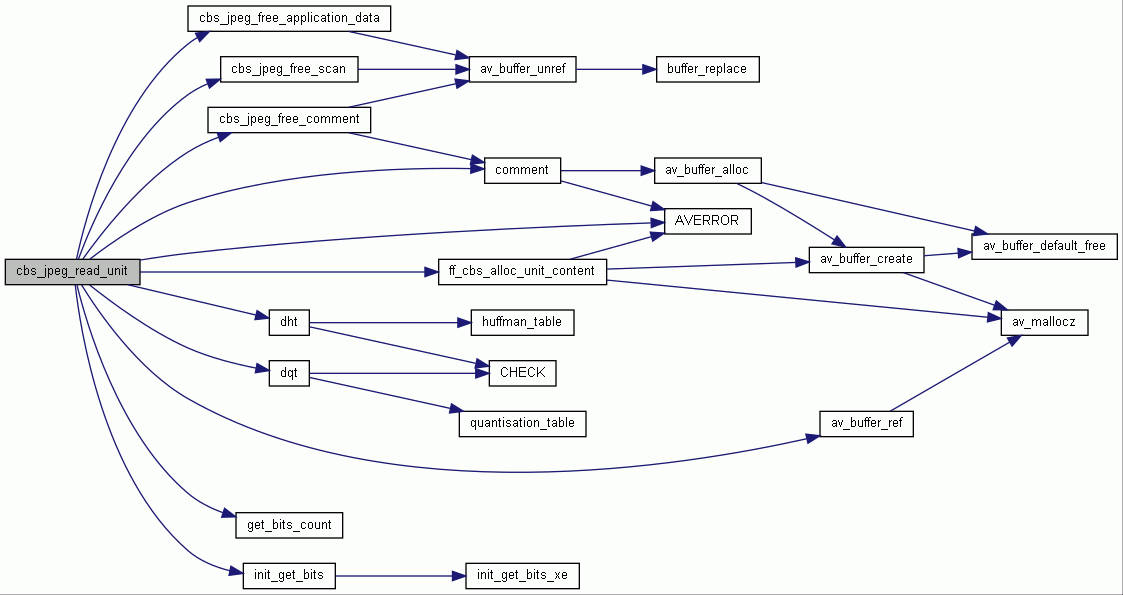 cbs_jpeg_free_application_data
cbs_jpeg_free_scan
av_buffer_unref
buffer_replace
cbs_jpeg_free_comment
comment
av_buffer_alloc
AVERROR
av_buffer_default_free
av_buffer_create
cbs_jpeg_read_unit
ff_cbs_alloc_unit_content
dht
huffman_table
av_mallocz
dqt
CHECK
quantisation_table
av_buffer_ref
get_bits_count
init_get_bits
init_get_bits_xe